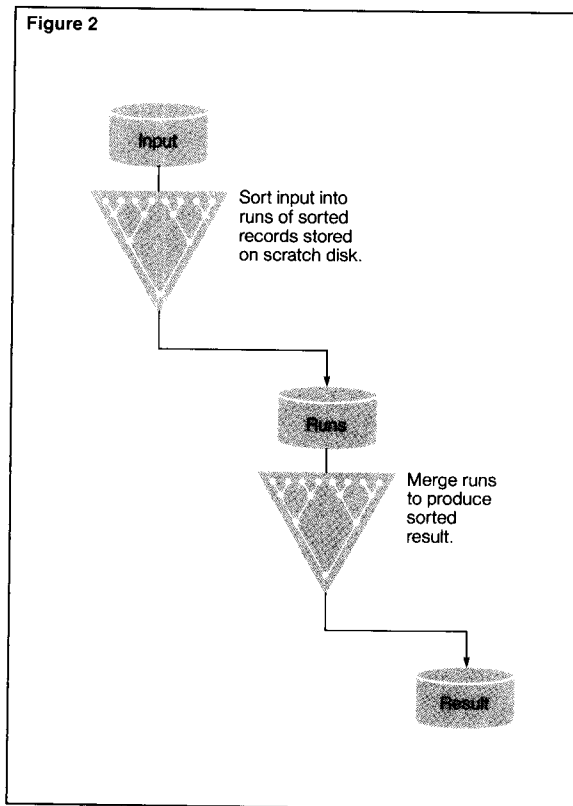 Figure 2
Input
Sort input into
runs of sorted
records stored
on scratch disk.
Runs
Merge runs
to produce
sorted
result.
Result